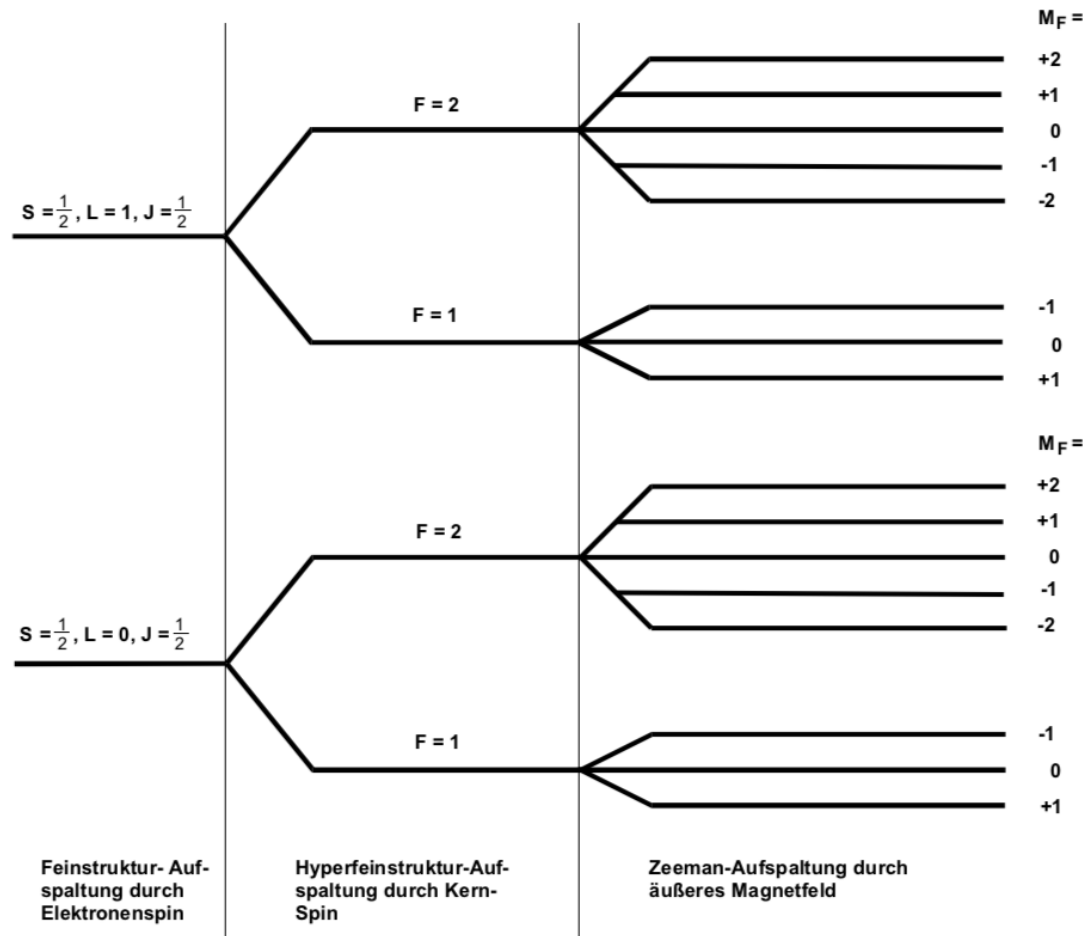 M_F =
+2
+1
0
-1
-2
F = 2
S = 1/2 , L = 1, J = 1/2
F = 1
-1
0
+1
M_F =
+2
+1
0
-1
-2
F = 2
S = 1/2 , L = 0, J = 1/2
F = 1
-1
0
+1
Feinstruktur- Auf-
spaltung durch
Elektronenspin
Hyperfeinstruktur-Auf-
spaltung durch Kern-
Spin
Zeeman-Aufspaltung durch
äußeres Magnetfeld